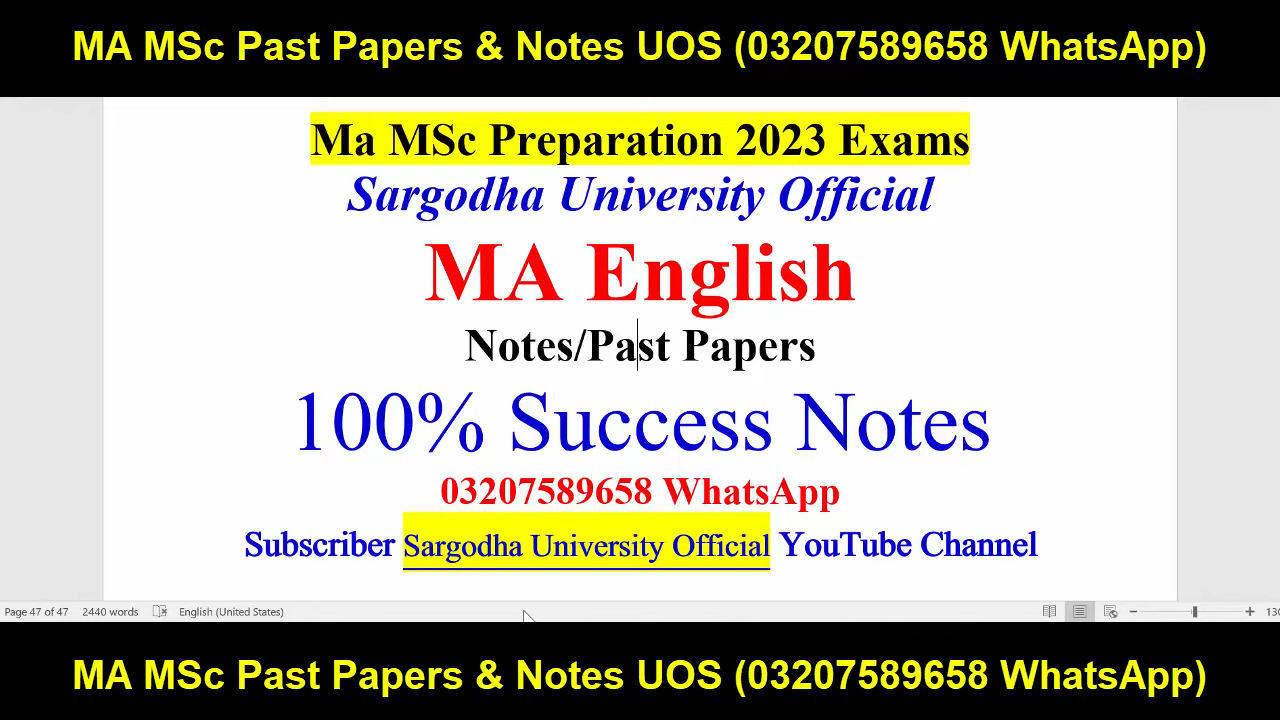 MA MSc Past Papers & Notes UOS (03207589658 WhatsApp)
Ma MSc Preparation 2023 Exams
Sargodha University Official
MA English
Notes/Past Papers
100% Success Notes
03207589658 WhatsApp
Subscriber Sargodha University Official YouTube Channel
Page 47 of 47 2440 words English (United States) 130
MA MSc Past Papers & Notes UOS (03207589658 WhatsApp)